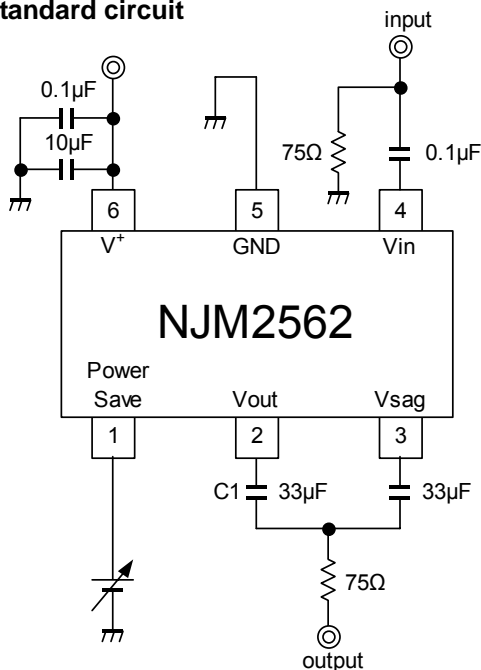 tandard circuit
input
0.1µF
10µF
75Ω
0.1µF
6
5
4
V+
GND
Vin
NJM2562
Power
Save
Vout
Vsag
1
2
3
C1
33µF
33µF
75Ω
output